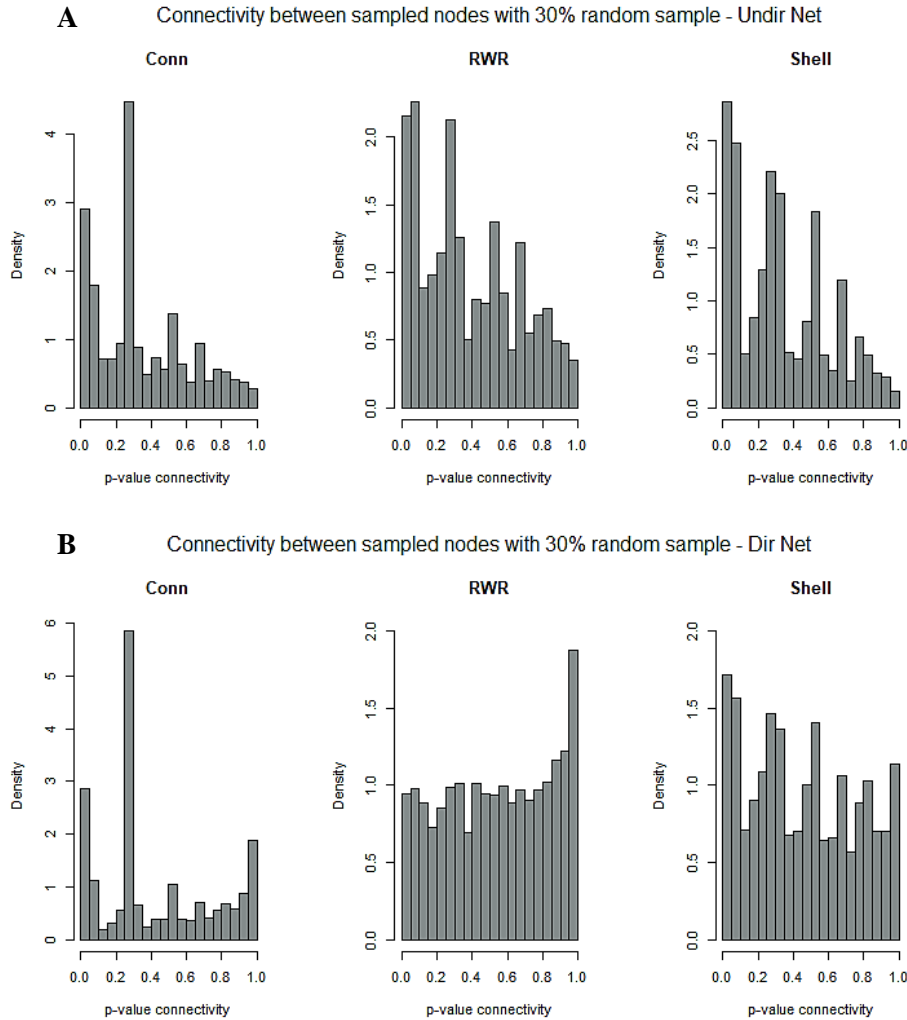 A Connectivity between sampled nodes with 30% random sample - Undir Net
Conn RWR Shell
Density
0 1 2 3 4
0.0 0.2 0.4 0.6 0.8 1.0
p-value connectivity
Density
0.0 0.5 1.0 1.5 2.0
0.0 0.2 0.4 0.6 0.8 1.0
p-value connectivity
Density
0.0 0.5 1.0 1.5 2.0 2.5
0.0 0.2 0.4 0.6 0.8 1.0
p-value connectivity
B Connectivity between sampled nodes with 30% random sample - Dir Net
Conn RWR Shell
Density
0 1 2 3 4 5 6
0.0 0.2 0.4 0.6 0.8 1.0
p-value connectivity
Density
0.0 0.5 1.0 1.5 2.0
0.0 0.2 0.4 0.6 0.8 1.0
p-value connectivity
Density
0.0 0.5 1.0 1.5 2.0
0.0 0.2 0.4 0.6 0.8 1.0
p-value connectivity